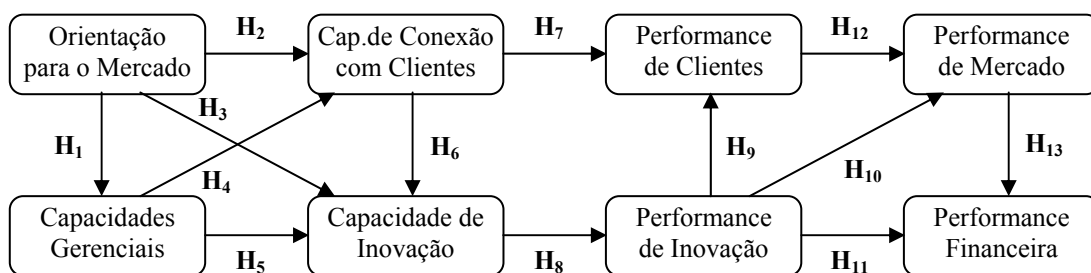 Orientação
para o Mercado
H2
Cap.de Conexão
com Clientes
H7
Performance
de Clientes
H12
Performance
de Mercado
H1
H3
H4
H6
H9
H10
H13
Capacidades
Gerenciais
H5
Capacidade de
Inovação
H8
Performance
de Inovação
H11
Performance
Financeira